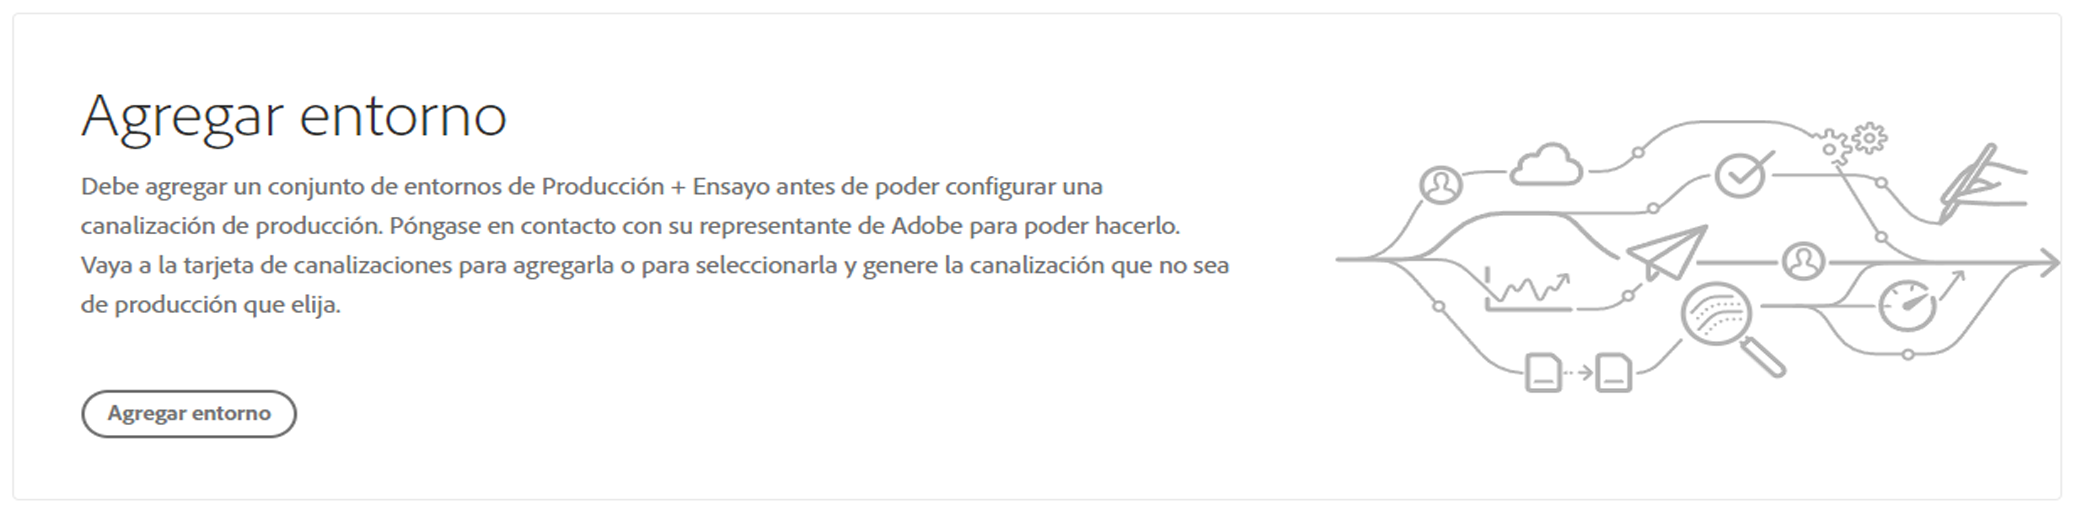 Agregar entorno
Debe agregar un conjunto de entornos de Producción + Ensayo antes de poder configurar una
canalización de producción. Póngase en contacto con su representante de Adobe para poder hacerlo.
Vaya a la tarjeta de canalizaciones para agregarla o para seleccionarla y genere la canalización que no sea
de producción que elija.
Agregar entorno